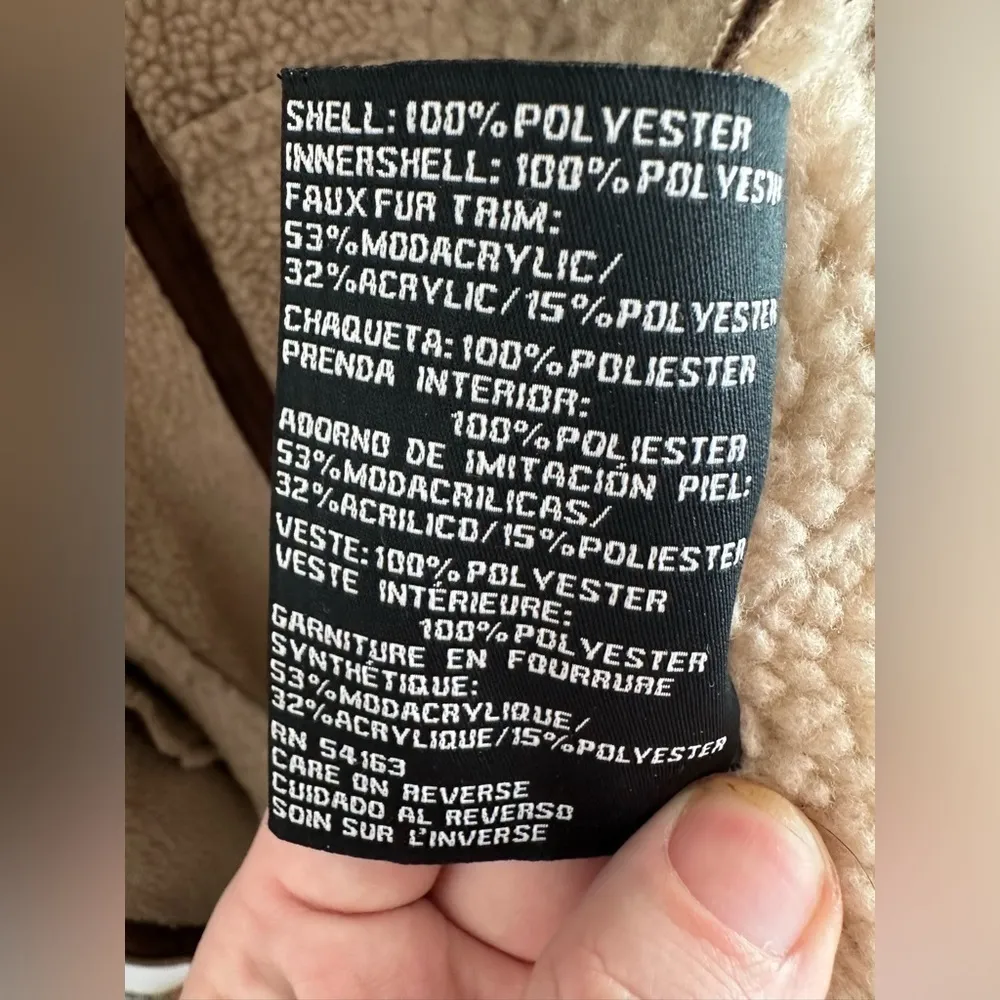 SHELL: 100% POLYESTER
INNERSHELL: 100% POLYESTR
FAUX FUR TRIM:
53% MODACRYLIC/
32% ACRYLIC/15% POLYESTER
CHAQUETA: 100% POLIESTER
PRENDA INTERIOR:
100% POLIESTER
ADORNO DE IMITACIÓN PIEL:
53% MODACRILICAS/
32% ACRILICO/15% POLIESTER
VESTE: 100% POLYESTER
VESTE INTÉRIEURE:
100% POLYESTER
GARNITURE EN FOURRURE
SYNTHÉTIQUE:
53% MODACRYLIQUE/
32% ACRYLIQUE/15% POLYESTER
RN 54163
CARE ON REVERSE
CUIDADO AL REVERSO
SOIN SUR L'INVERSE